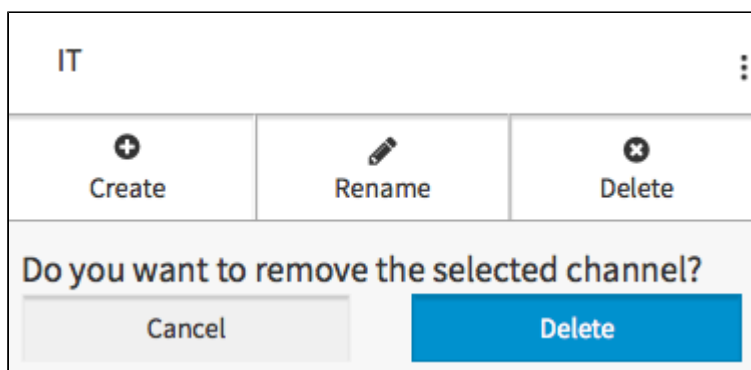 IT
Create Rename Delete
Do you want to remove the selected channel?
Cancel Delete